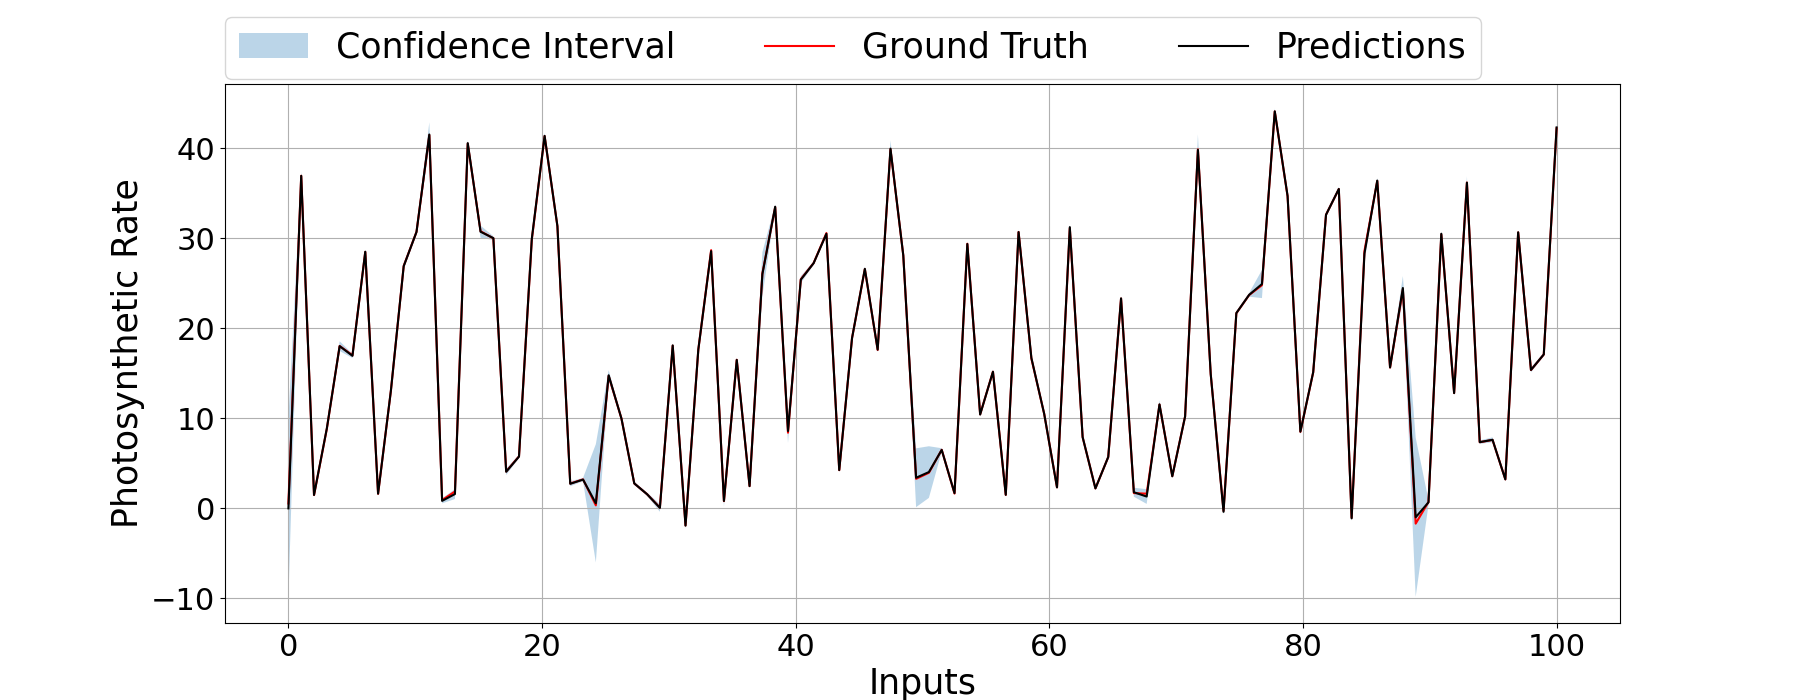 Confidence Interval Ground Truth Predictions
Photosynthetic Rate
40
30
20
10
0
−10
0 20 40 60 80 100
Inputs